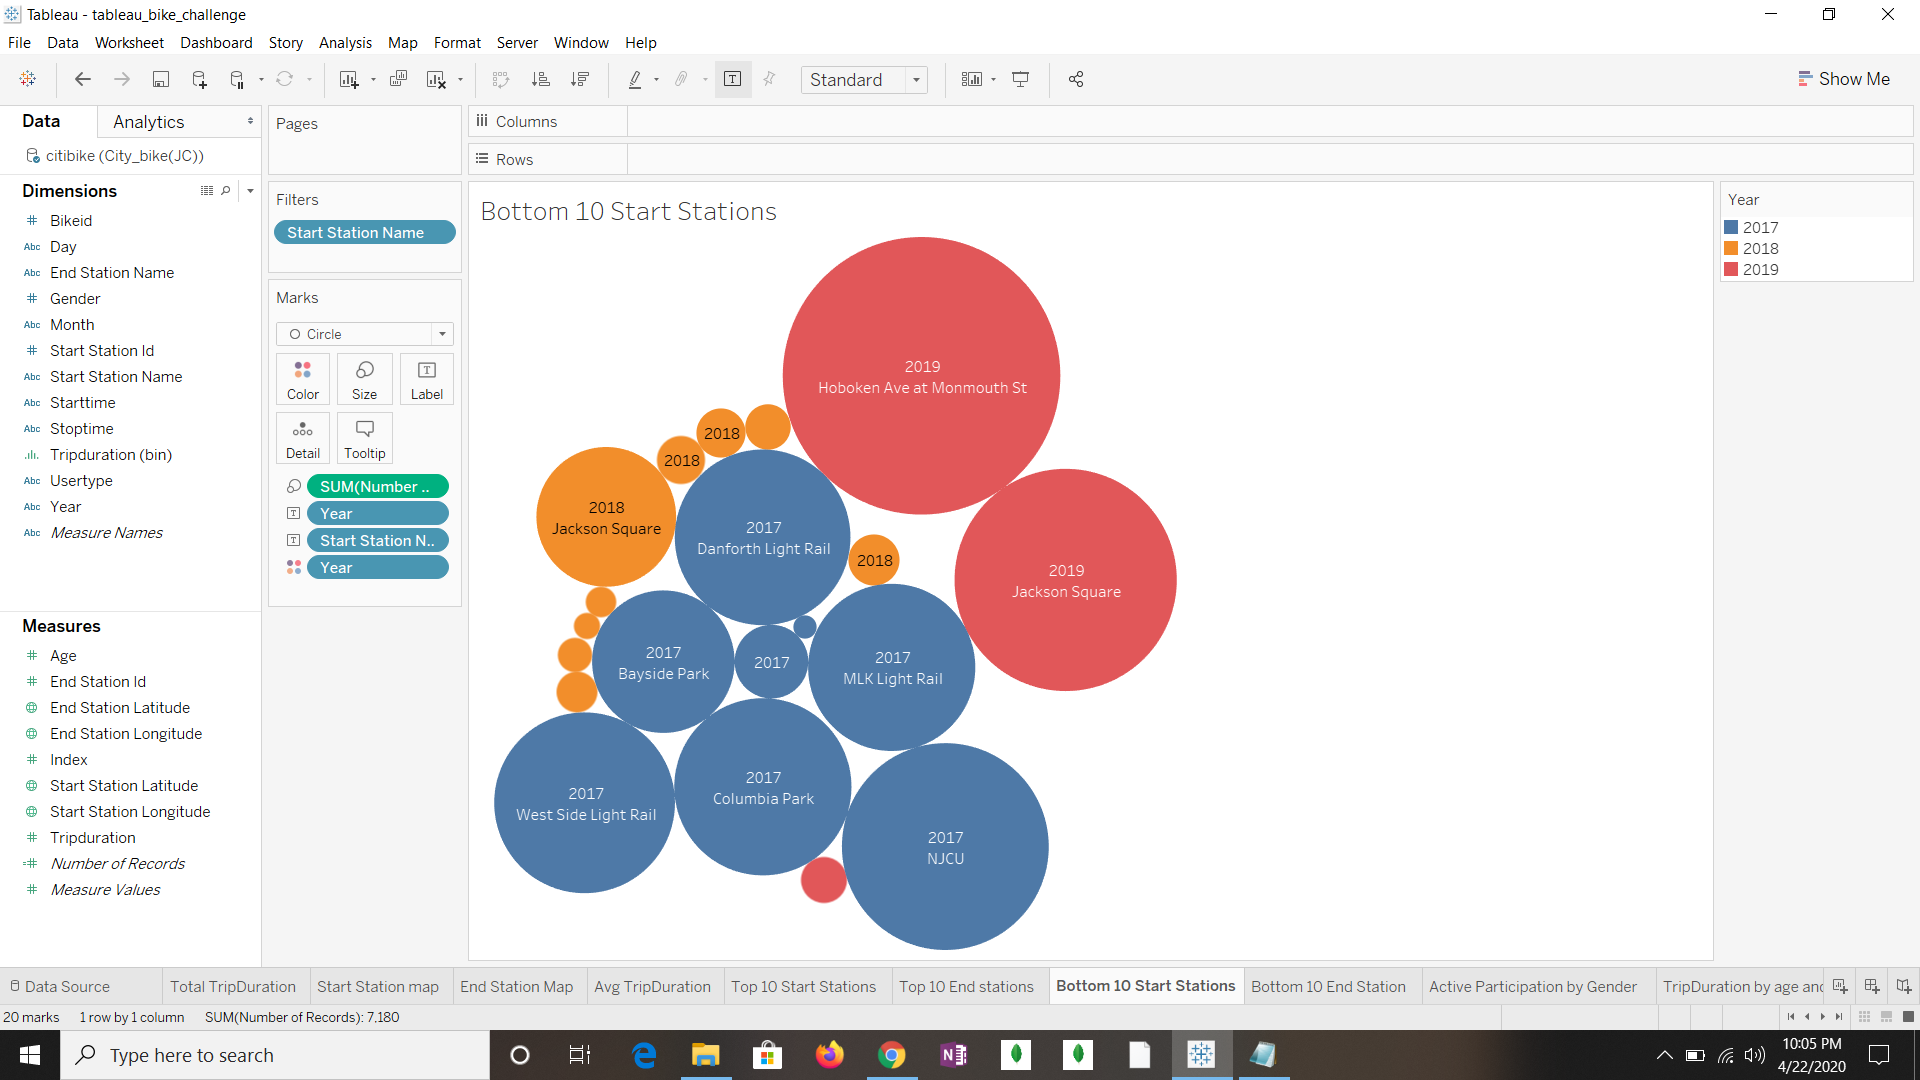 Tableau - tableau_bike_challenge
File Data Worksheet Dashboard Story Analysis Map Format Server Window Help
Standard
Show Me
Data
Analytics
citibike (City_bike(JC))
Dimensions
# Bikeid
Abc Day
Abc End Station Name
# Gender
Abc Month
# Start Station Id
Abc Start Station Name
Abc Starttime
Abc Stoptime
Tripduration (bin)
Abc Usertype
Abc Year
Abc Measure Names
Measures
# Age
# End Station Id
End Station Latitude
End Station Longitude
# Index
Start Station Latitude
Start Station Longitude
# Tripduration
=# Number of Records
# Measure Values
Pages
Filters
Start Station Name
Marks
Circle
Color
Size
T
Label
Detail
Tooltip
SUM(Number ..
T Year
T Start Station N..
Year
Columns
Rows
Bottom 10 Start Stations
2019
Hoboken Ave at Monmouth St
2018
2018
2018
Jackson Square
2017
Danforth Light Rail
2018
2019
Jackson Square
2017
Bayside Park
2017
2017
MLK Light Rail
2017
West Side Light Rail
2017
Columbia Park
2017
NJCU
Year
2017
2018
2019
Data Source
Total TripDuration
Start Station map
End Station Map
Avg TripDuration
Top 10 Start Stations
Top 10 End stations
Bottom 10 Start Stations
Bottom 10 End Station
Active Participation by Gender
TripDuration by age and
20 marks 1 row by 1 column SUM(Number of Records): 7,180
Type here to search
N
10:05 PM
4/22/2020